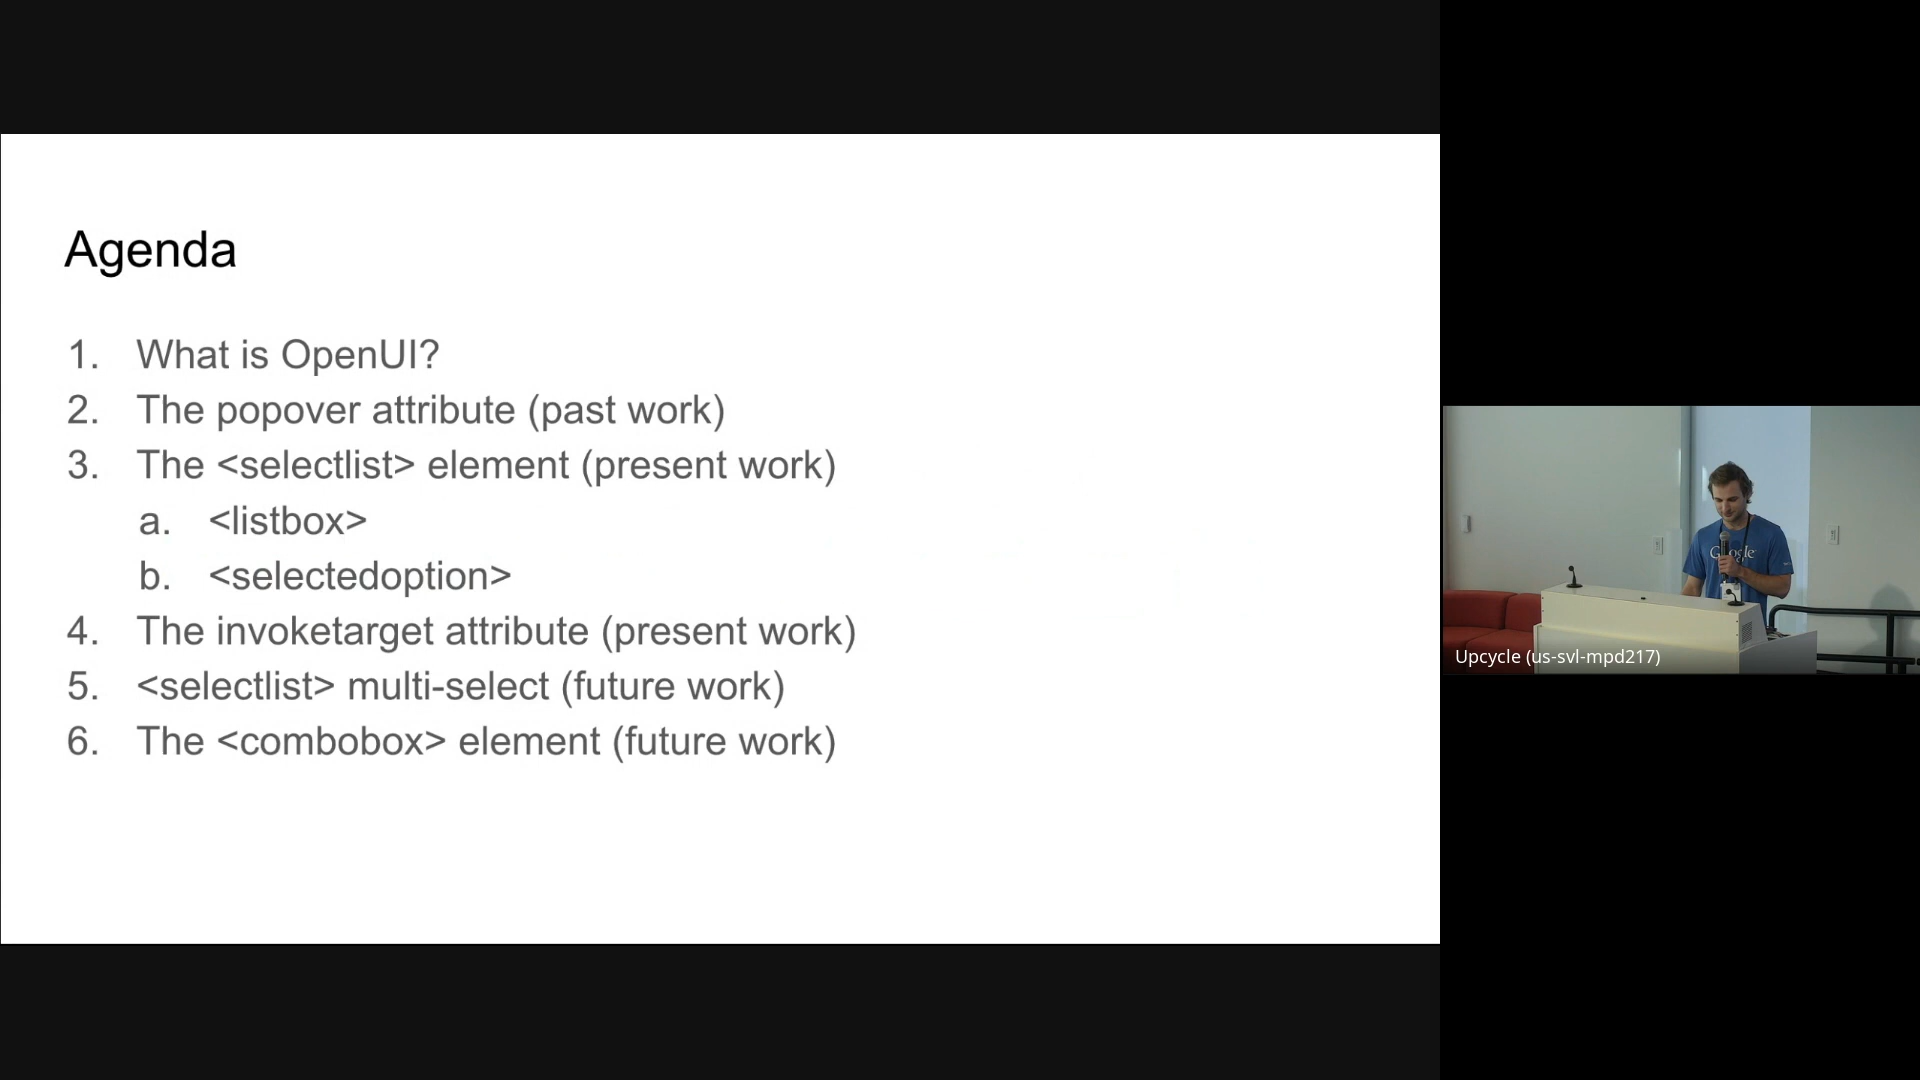 Agenda
1. What is OpenUI?
2. The popover attribute (past work)
3. The <selectlist> element (present work)
a. <listbox>
b. <selectedoption>
4. The invoketarget attribute (present work)
5. <selectlist> multi-select (future work)
6. The <combobox> element (future work)
Google
Upcycle (us-svl-mpd217)